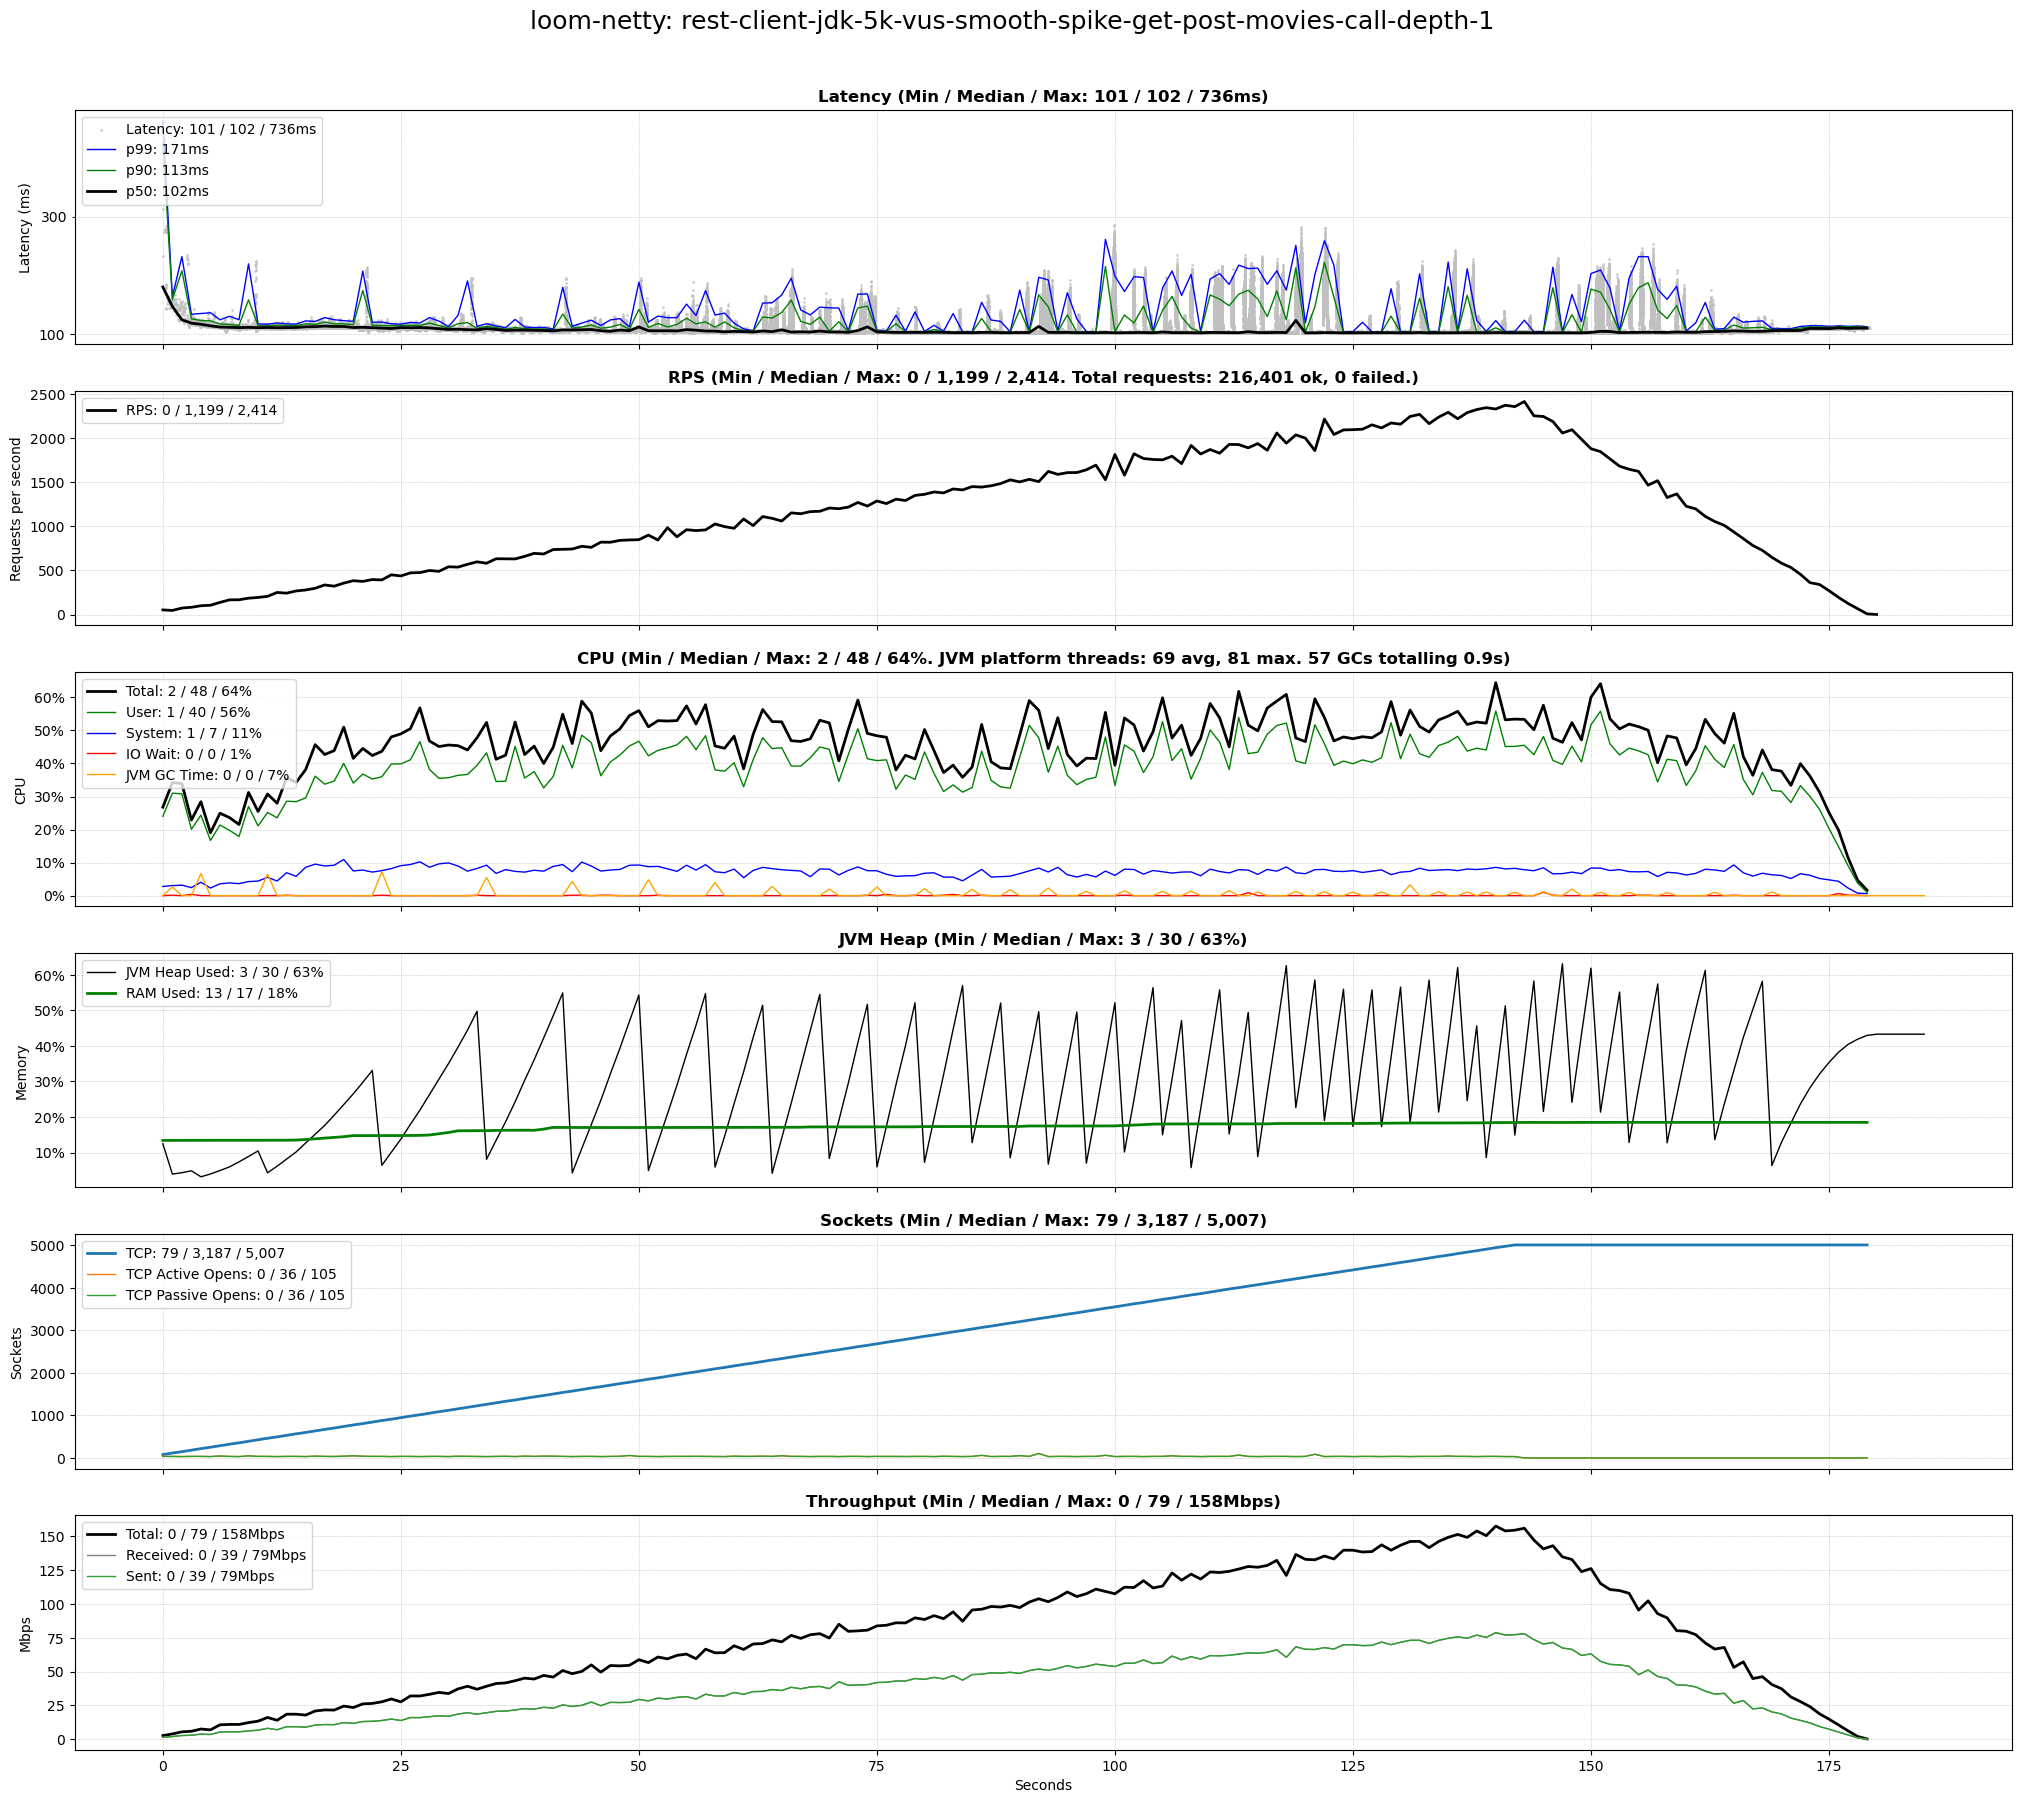 loom-netty: rest-client-jdk-5k-vus-smooth-spike-get-post-movies-call-depth-1
Latency (Min / Median / Max: 101 / 102 / 736ms)
Latency: 101 / 102 / 736ms
p99: 171ms
p90: 113ms
p50: 102ms
Latency (ms)
300
100
RPS (Min / Median / Max: 0 / 1,199 / 2,414. Total requests: 216,401 ok, 0 failed.)
RPS: 0 / 1,199 / 2,414
Requests per second
2500
2000
1500
1000
500
0
CPU (Min / Median / Max: 2 / 48 / 64%. JVM platform threads: 69 avg, 81 max. 57 GCs totalling 0.9s)
Total: 2 / 48 / 64%
User: 1 / 40 / 56%
System: 1 / 7 / 11%
IO Wait: 0 / 0 / 1%
JVM GC Time: 0 / 0 / 7%
CPU
60%
50%
40%
30%
20%
10%
0%
JVM Heap (Min / Median / Max: 3 / 30 / 63%)
JVM Heap Used: 3 / 30 / 63%
RAM Used: 13 / 17 / 18%
Memory
60%
50%
40%
30%
20%
10%
Sockets (Min / Median / Max: 79 / 3,187 / 5,007)
TCP: 79 / 3,187 / 5,007
TCP Active Opens: 0 / 36 / 105
TCP Passive Opens: 0 / 36 / 105
Sockets
5000
4000
3000
2000
1000
0
Throughput (Min / Median / Max: 0 / 79 / 158Mbps)
Total: 0 / 79 / 158Mbps
Received: 0 / 39 / 79Mbps
Sent: 0 / 39 / 79Mbps
Mbps
150
125
100
75
50
25
0
0 25 50 75 100 125 150 175
Seconds